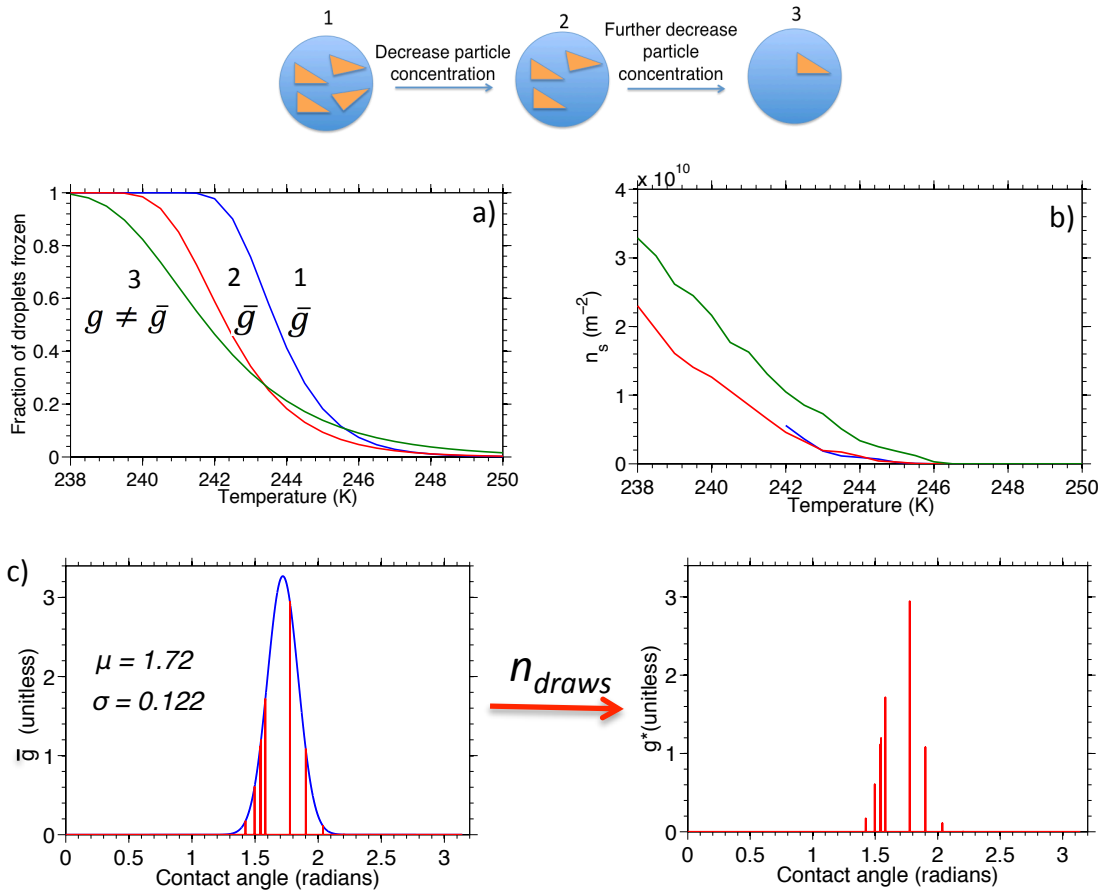 1
2
3
Decrease particle
concentration
Further decrease
particle
concentration
a)
Fraction of droplets frozen
1
0.8
0.6
0.4
0.2
0
3
g ≠ ḡ
2
ḡ
1
ḡ
238 240 242 244 246 248 250
Temperature (K)
b)
x 10^10
n_s (m^−2)
4
3
2
1
0
238 240 242 244 246 248 250
Temperature (K)
c)
ḡ (unitless)
3
2
1
0
μ = 1.72
σ = 0.122
0 0.5 1 1.5 2 2.5 3
Contact angle (radians)
n_draws
g*(unitless)
3
2
1
0
0 0.5 1 1.5 2 2.5 3
Contact angle (radians)